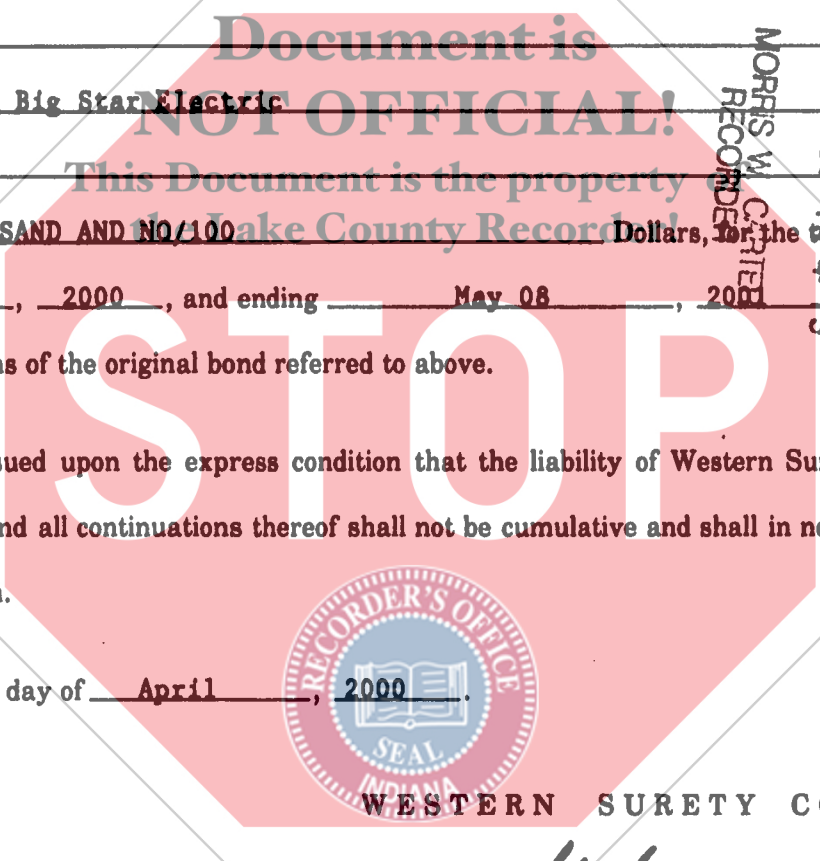 Document is
Big Star Electric
NOT OFFICIAL!
This Document is the property of
the Lake County Recorder!
SAND AND NO/100 Dollars, for the
, 2000 , and ending May 08 , 2001
MORRIS W. CARTER
RECORDER
STOP
of the original bond referred to above.
upon the express condition that the liability of Western
all continuations thereof shall not be cumulative and shall in
day of April , 2000 .
RECORDER'S OFFICE
SEAL
INDIANA
WESTERN SURETY